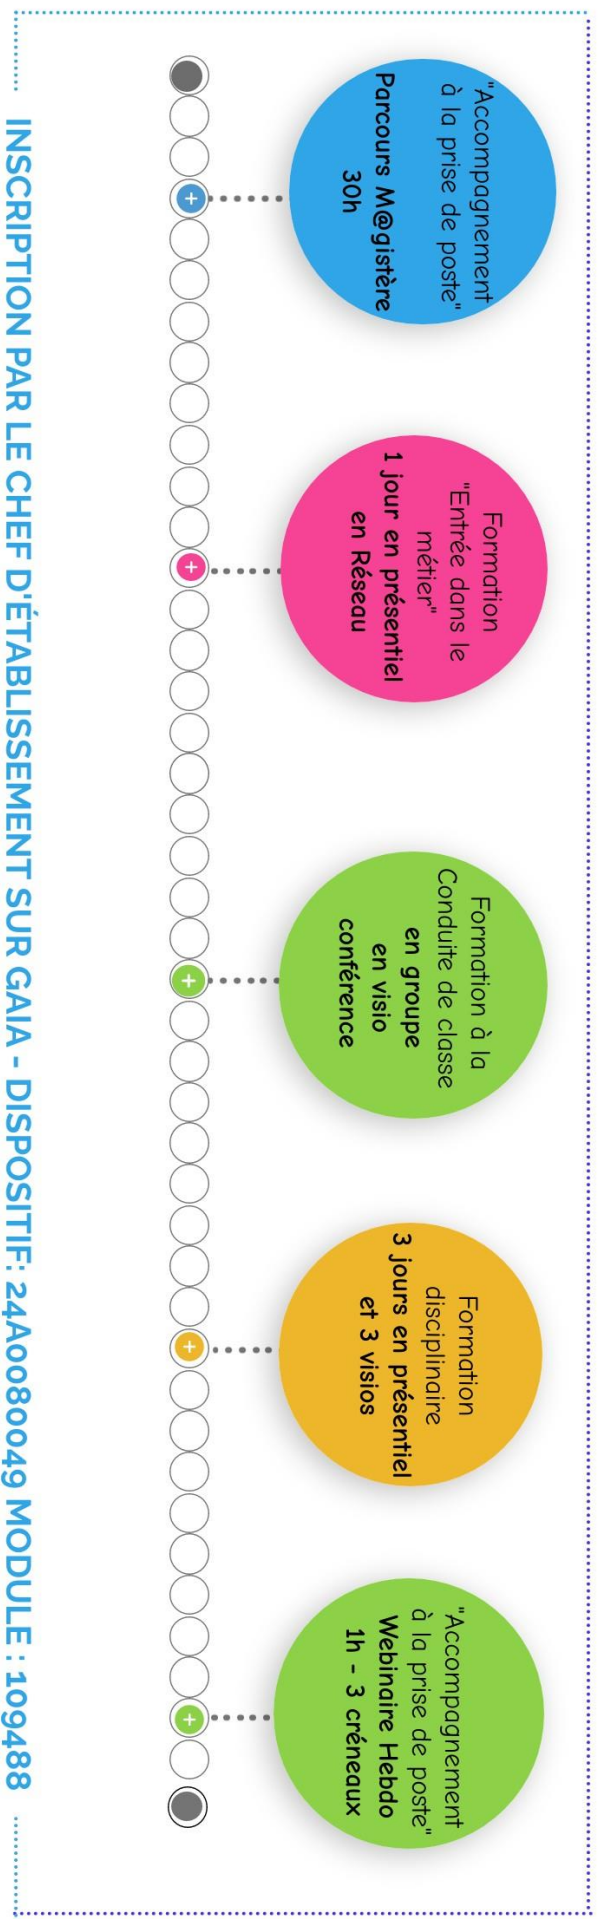 "Accompagnement
à la prise de poste"
Parcours M@gistère
30h
Formation
"Entrée dans le
métier"
1 jour en présentiel
en Réseau
Formation à la
Conduite de classe
en groupe
en visio
conférence
Formation
disciplinaire
3 jours en présentiel
et 3 visios
"Accompagnement
à la prise de poste"
Webinaire Hebdo
1h - 3 créneaux
INSCRIPTION PAR LE CHEF D'ÉTABLISSEMENT SUR GAIA - DISPOSITIF: 24A0080049 MODULE : 109488